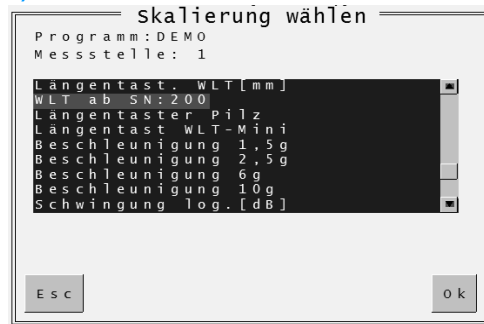 Skalierung wählen
Programm:DEMO
Messstelle: 1
Längentast. WLT[mm]
WLT ab SN:200
Längentaster Pilz
Längentast WLT-Mini
Beschleunigung 1,5g
Beschleunigung 2,5g
Beschleunigung 6g
Beschleunigung 10g
Schwingung log.[dB]
Esc
Ok